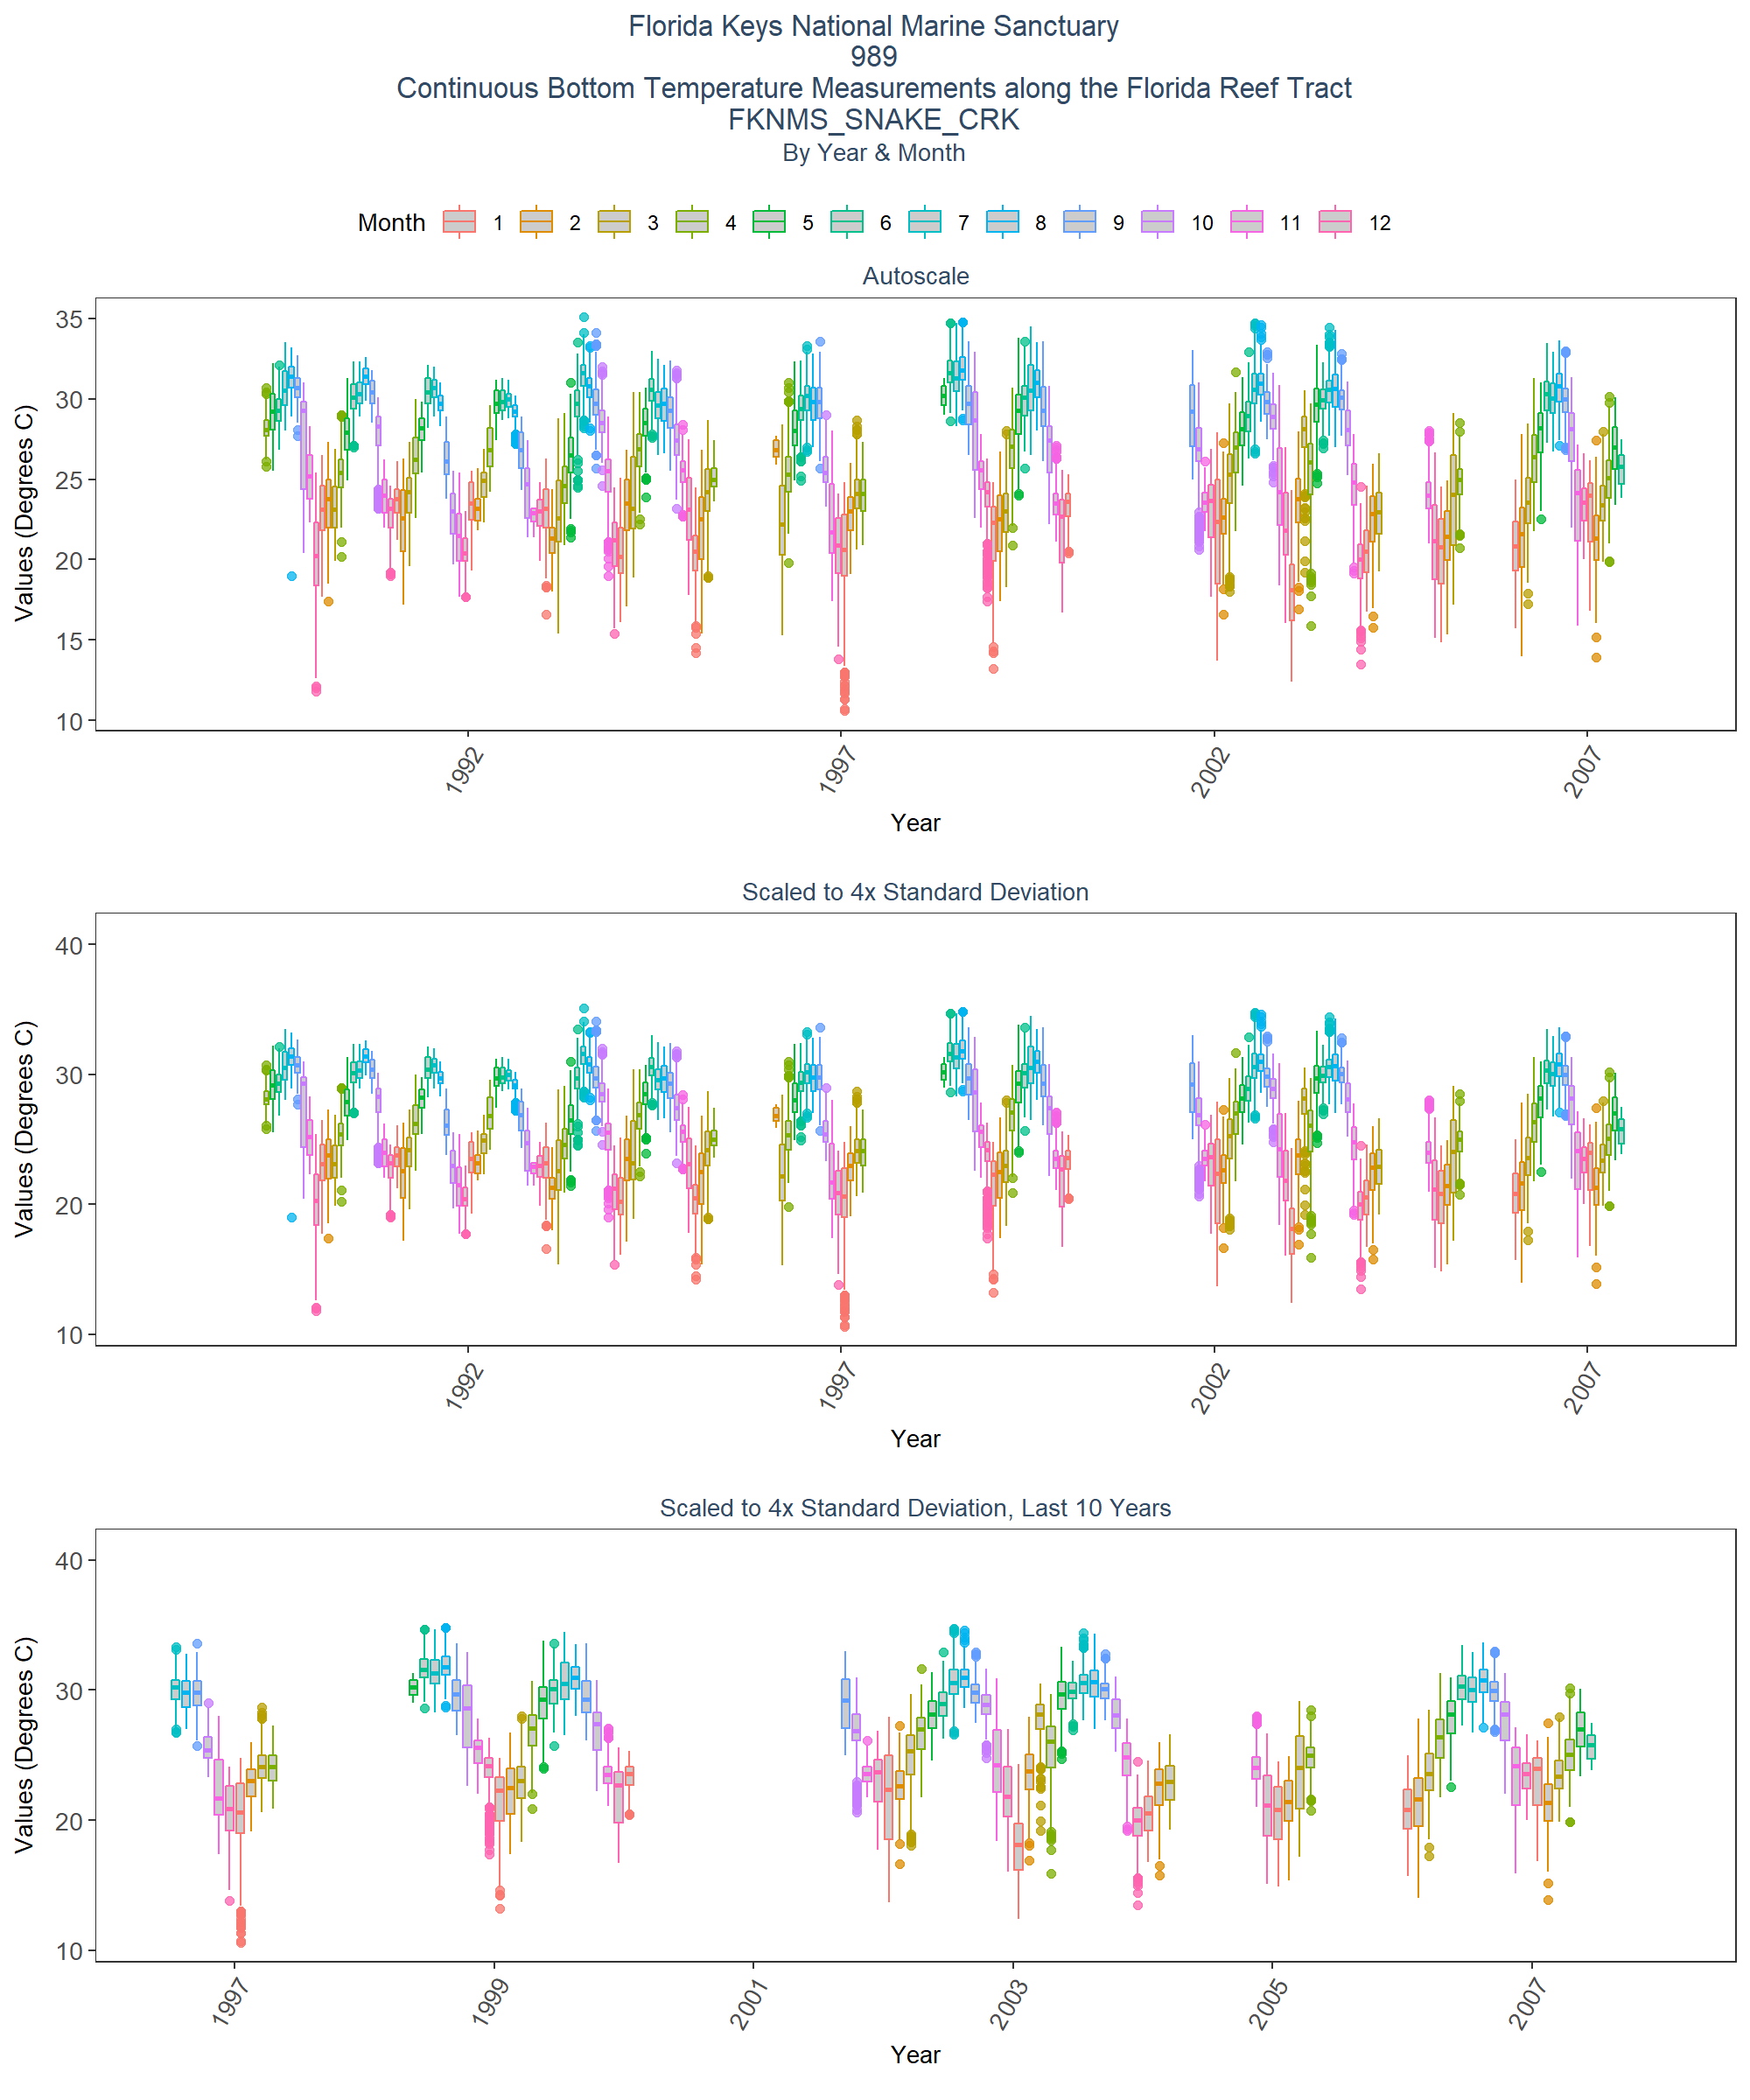 Florida Keys National Marine Sanctuary
989
Continuous Bottom Temperature Measurements along the Florida Reef Tract
FKNMS_SNAKE_CRK
By Year & Month
Month 1 2 3 4 5 6 7 8 9 10 11 12
Autoscale
Values (Degrees C)
35
30
25
20
15
10
1992 1997 2002 2007
Year
Scaled to 4x Standard Deviation
Values (Degrees C)
40
30
20
10
1992 1997 2002 2007
Year
Scaled to 4x Standard Deviation, Last 10 Years
Values (Degrees C)
40
30
20
10
1997 1999 2001 2003 2005 2007
Year